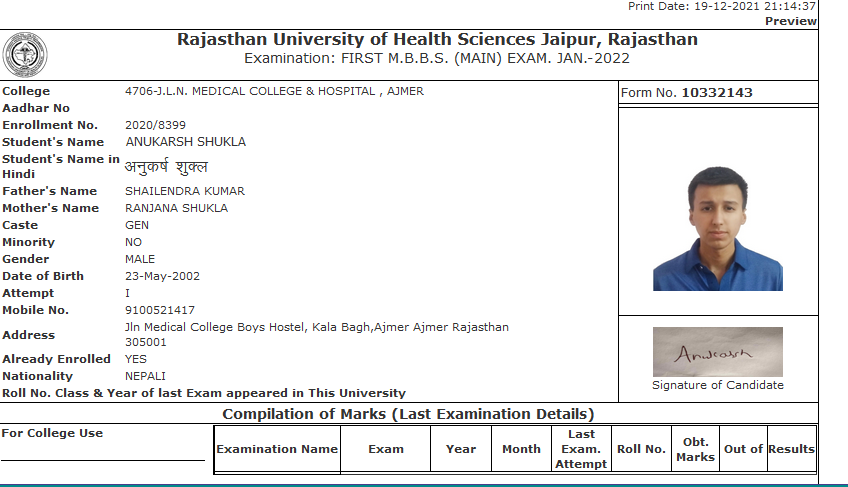 Print Date: 19-12-2021 21:14:37
Preview
Rajasthan University of Health Sciences Jaipur, Rajasthan
Examination: FIRST M.B.B.S. (MAIN) EXAM. JAN.-2022
College 4706-J.L.N. MEDICAL COLLEGE & HOSPITAL , AJMER
Form No. 10332143
Aadhar No
Enrollment No. 2020/8399
Student's Name ANUKARSH SHUKLA
Student's Name in
Hindi अनुकर्ष शुक्ल
Father's Name SHAILENDRA KUMAR
Mother's Name RANJANA SHUKLA
Caste GEN
Minority NO
Gender MALE
Date of Birth 23-May-2002
Attempt I
Mobile No. 9100521417
Address Jln Medical College Boys Hostel, Kala Bagh,Ajmer Ajmer Rajasthan
305001
Already Enrolled YES
Nationality NEPALI
Roll No. Class & Year of last Exam appeared in This University
Anukarsh
Signature of Candidate
Compilation of Marks (Last Examination Details)
For College Use
Examination Name Exam Year Month Last Exam. Attempt Roll No. Obt. Marks Out of Results